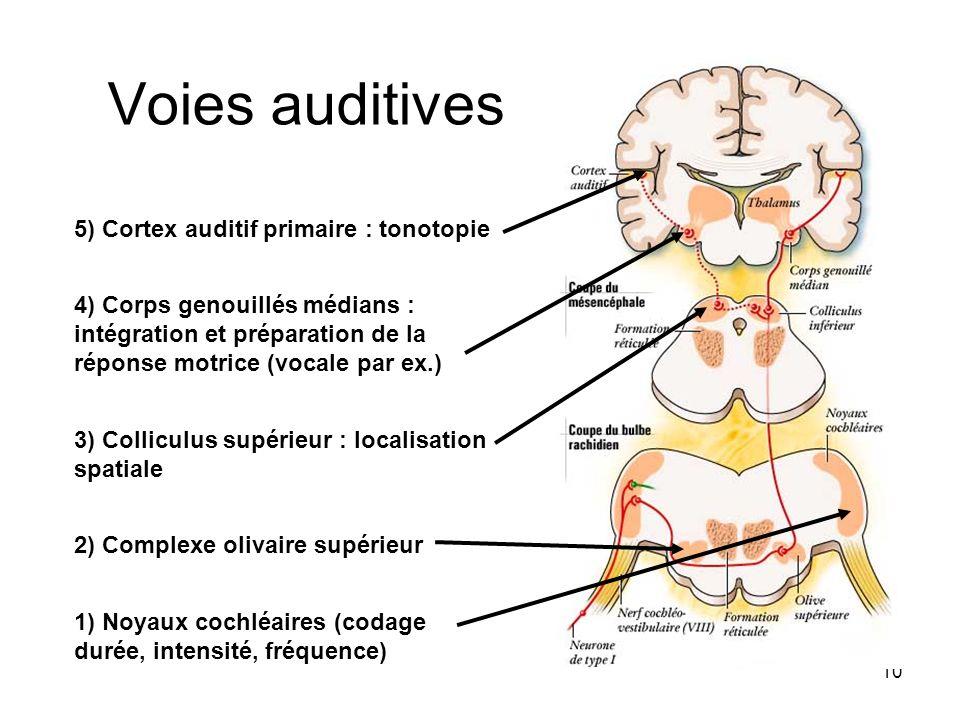 Voies auditives
5) Cortex auditif primaire : tonotopie
4) Corps genouillés médians :
intégration et préparation de la
réponse motrice (vocale par ex.)
3) Colliculus supérieur : localisation
spatiale
2) Complexe olivaire supérieur
1) Noyaux cochléaires (codage
durée, intensité, fréquence)
Cortex
auditif
Thalamus
Corps genouillé
médian
Coupe du
mésencéphale
Colliculus
inférieur
Formation
réticulée
Noyaux
cochléaires
Coupe du bulbe
rachidien
Olive
supérieure
Nerf cochléo-
vestibulaire (VIII)
Formation
réticulée
Neurone
de type I
10